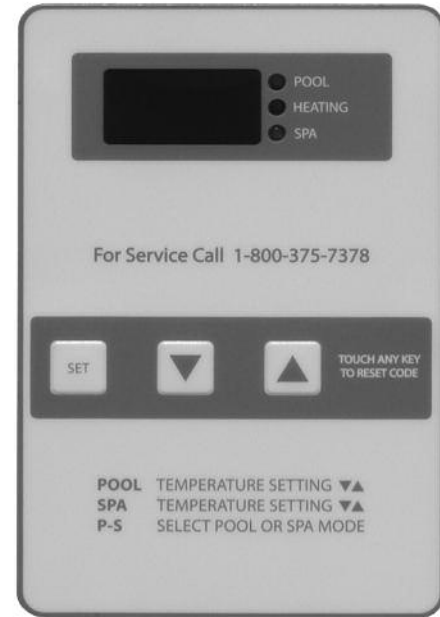 POOL
HEATING
SPA
For Service Call 1-800-375-7378
SET ▼ ▲ TOUCH ANY KEY
TO RESET CODE
POOL TEMPERATURE SETTING ▼▲
SPA TEMPERATURE SETTING ▼▲
P-S SELECT POOL OR SPA MODE